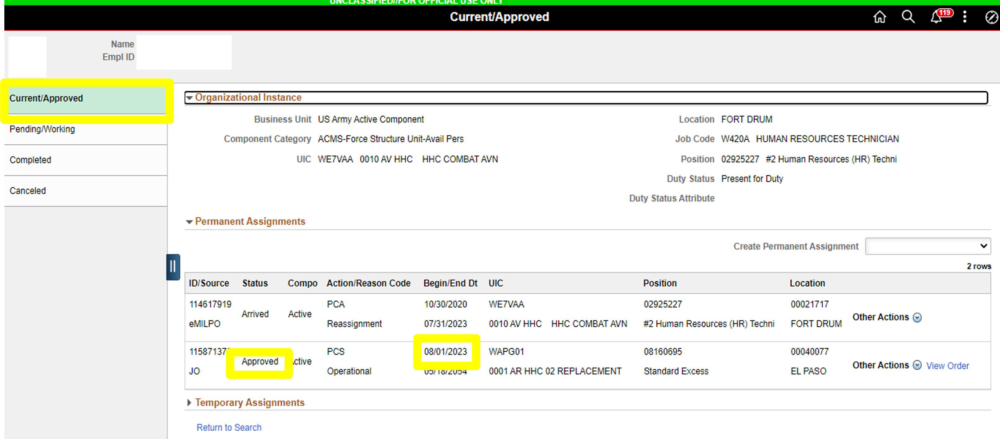 UNCLASSIFIED//FOR OFFICIAL USE ONLY
Current/Approved
119
Name
Empl ID
Current/Approved
Pending/Working
Completed
Canceled
Organizational Instance
Business Unit US Army Active Component
Location FORT DRUM
Component Category ACMS-Force Structure Unit-Avail Pers
Job Code W420A HUMAN RESOURCES TECHNICIAN
UIC WE7VAA 0010 AV HHC HHC COMBAT AVN
Position 02925227 #2 Human Resources (HR) Techni
Duty Status Present for Duty
Duty Status Attribute
Permanent Assignments
Create Permanent Assignment
2 rows
ID/Source Status Compo Action/Reason Code Begin/End Dt UIC Position Location
114617919 PCA 10/30/2020 WE7VAA 02925227 00021717
Arrived Active Other Actions
eMILPO Reassignment 07/31/2023 0010 AV HHC HHC COMBAT AVN #2 Human Resources (HR) Techni FORT DRUM
PCS 08/01/2023 WAPG01 08160695 00040077
Approved Active Other Actions View Order
JO Operational 05/18/2054 0001 AR HHC 02 REPLACEMENT Standard Excess EL PASO
Temporary Assignments
Return to Search